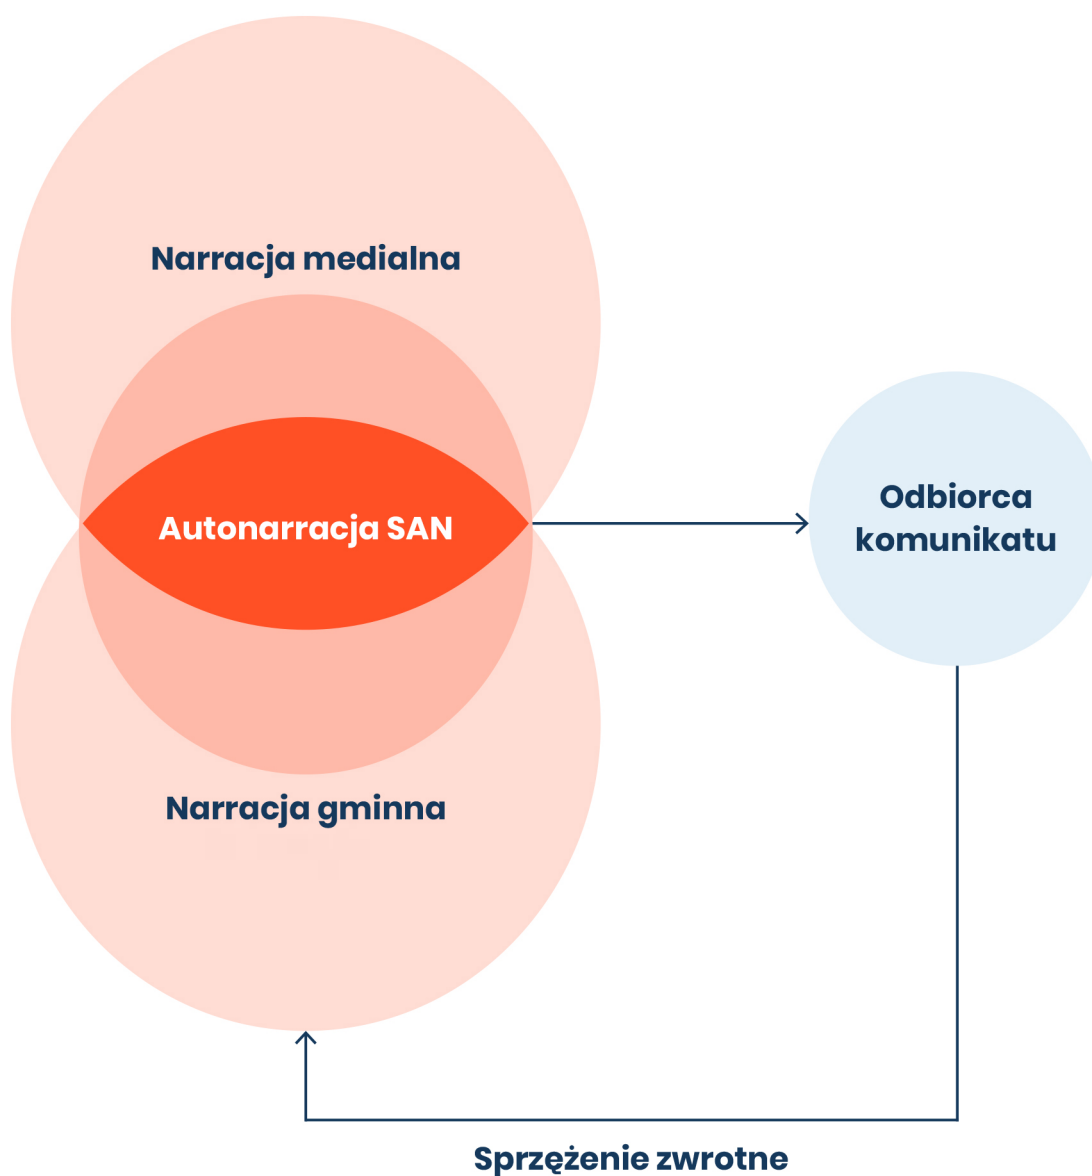 Narracja medialna
Autonarracja SAN
Odbiorca
komunikatu
Narracja gminna
Sprzężenie zwrotne